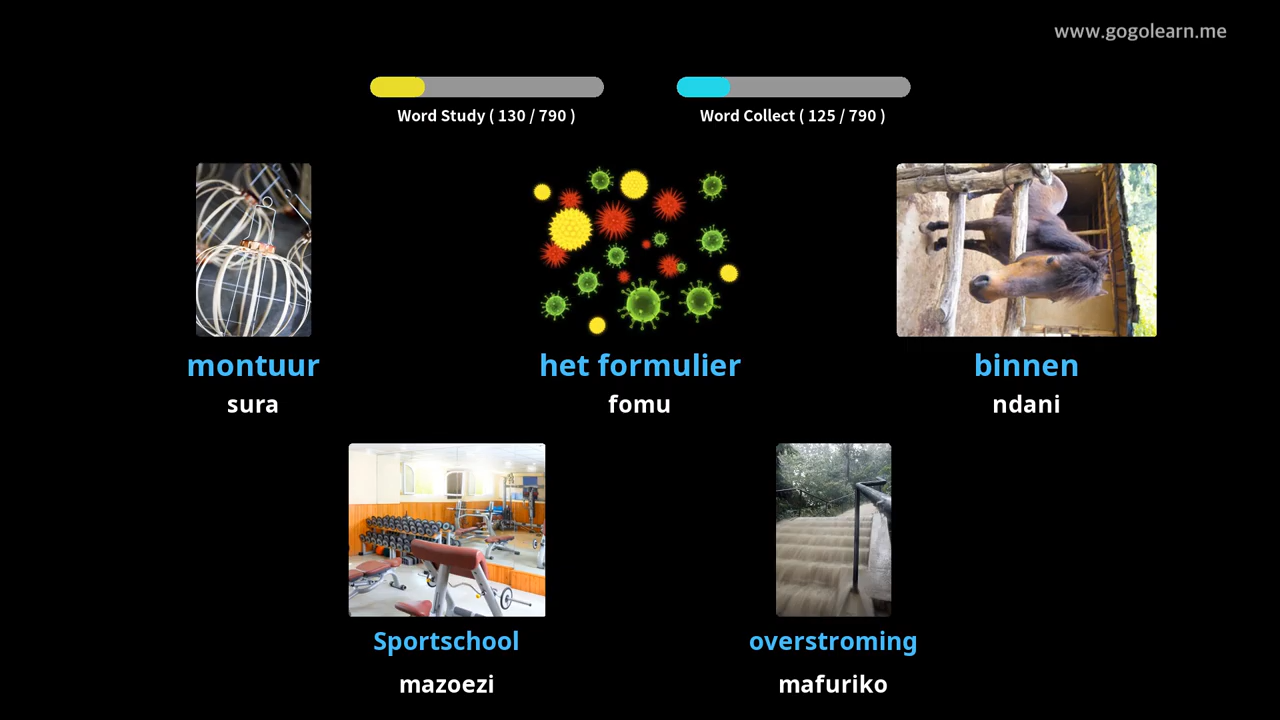 www.gogolearn.me
Word Study ( 130 / 790 )
Word Collect ( 125 / 790 )
montuur
sura
het formulier
fomu
binnen
ndani
Sportschool
mazoezi
overstroming
mafuriko